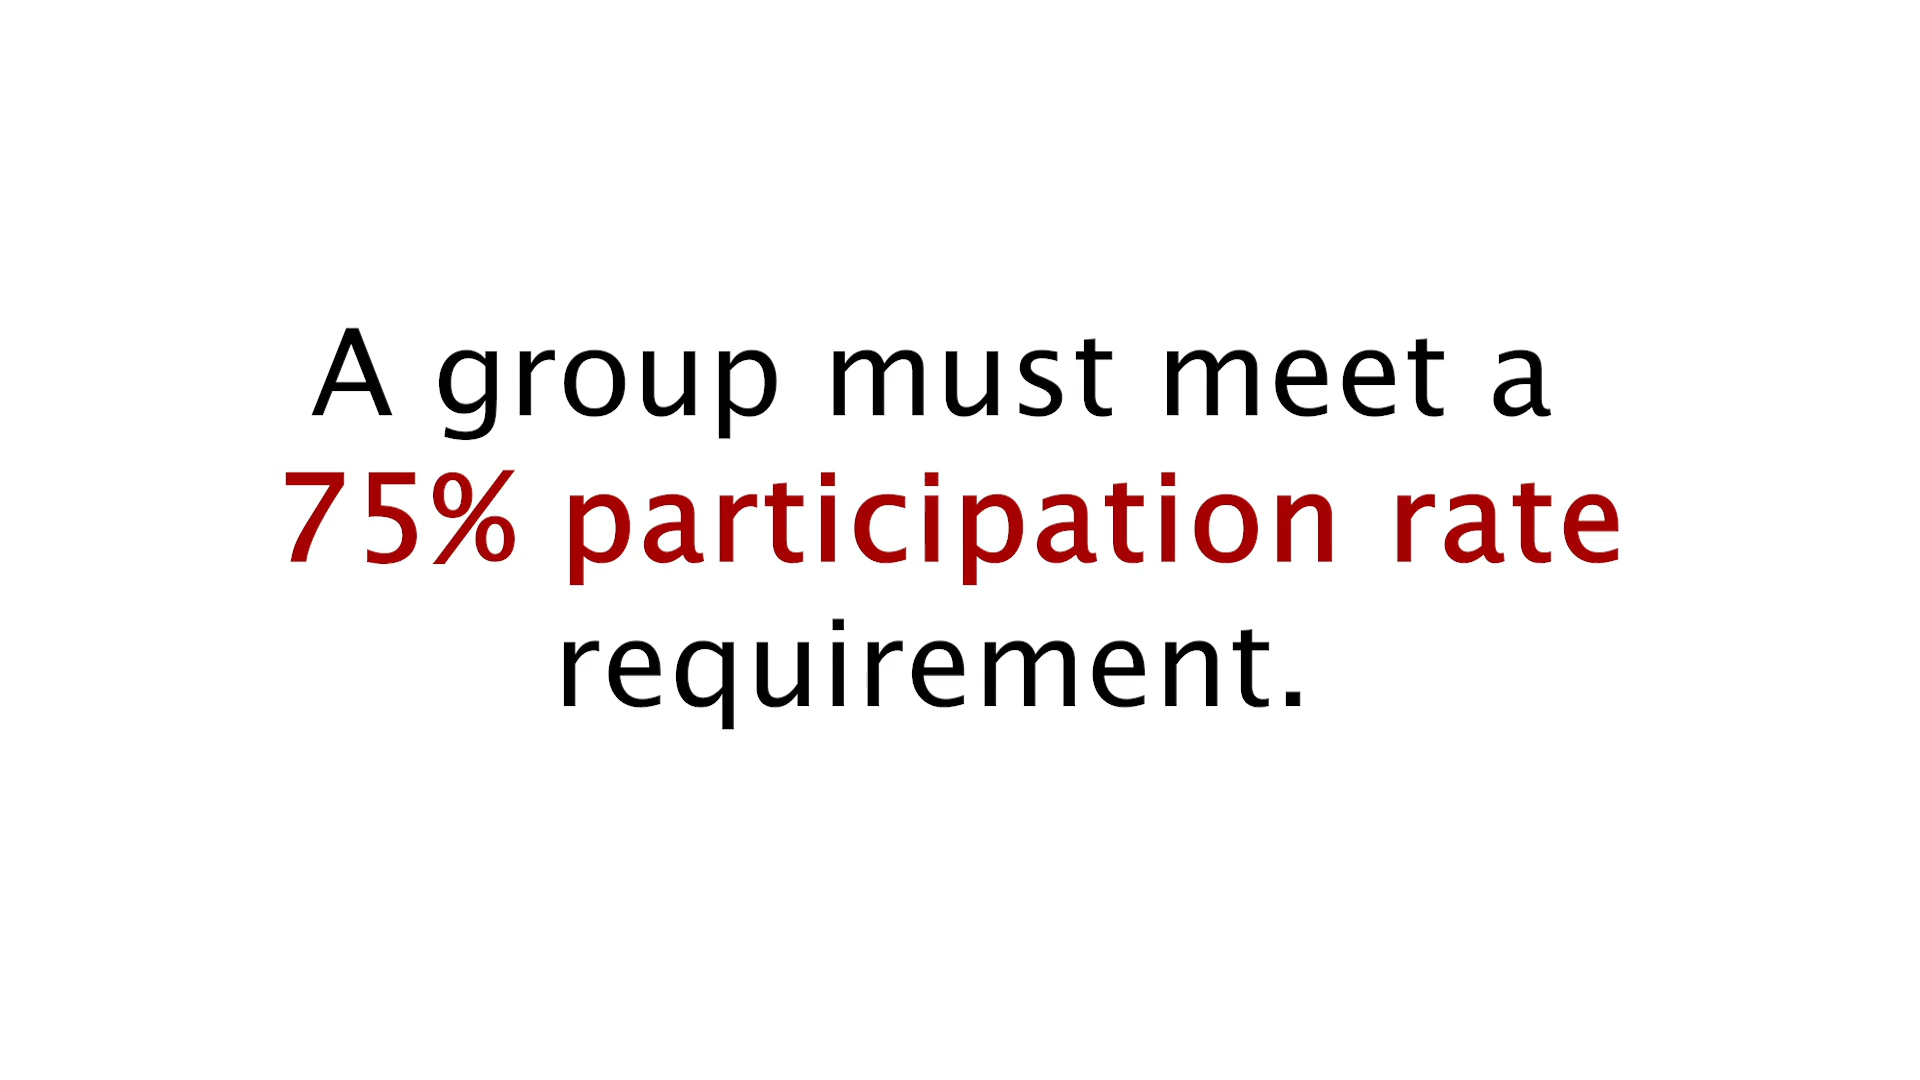 A group must meet a
75% participation rate
requirement.